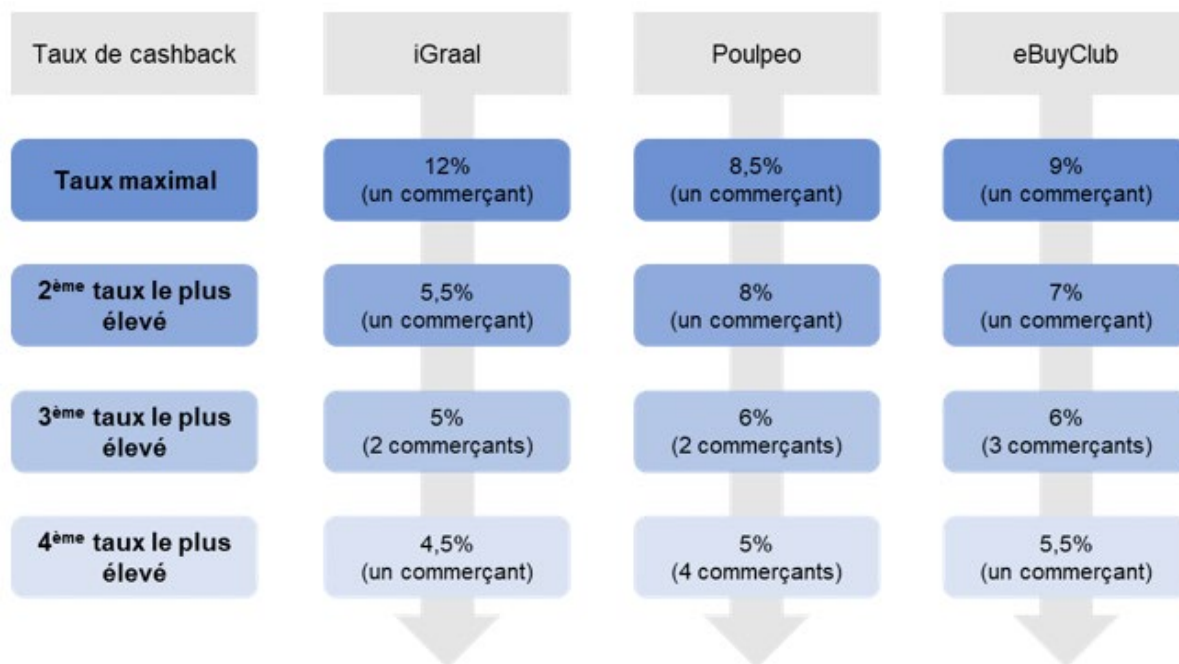 Taux de cashback
iGraal
Poulpeo
eBuyClub
Taux maximal
12%
(un commerçant)
8,5%
(un commerçant)
9%
(un commerçant)
2ème taux le plus
élevé
5,5%
(un commerçant)
8%
(un commerçant)
7%
(un commerçant)
3ème taux le plus
élevé
5%
(2 commerçants)
6%
(2 commerçants)
6%
(3 commerçants)
4ème taux le plus
élevé
4,5%
(un commerçant)
5%
(4 commerçants)
5,5%
(un commerçant)